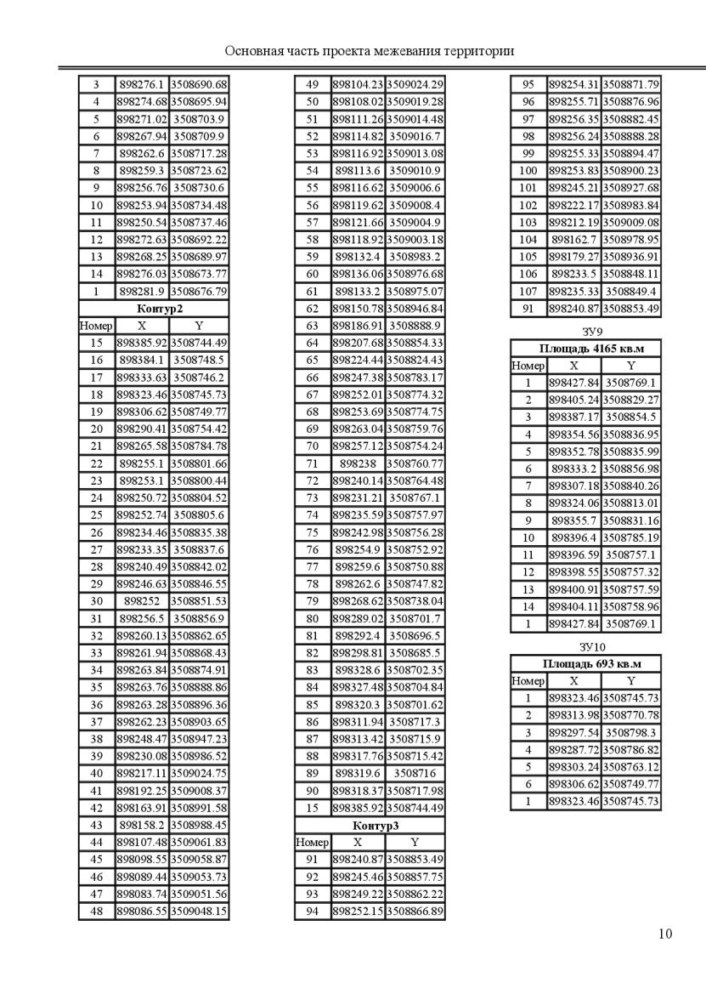 Основная часть проекта межевания территории
3 898276.1 3508690.68
4 898274.68 3508695.94
5 898271.02 3508703.9
6 898267.94 3508709.9
7 898262.6 3508717.28
8 898259.3 3508723.62
9 898256.76 3508730.6
10 898253.94 3508734.48
11 898250.54 3508737.46
12 898272.63 3508692.22
13 898268.25 3508689.97
14 898276.03 3508673.77
1 898281.9 3508676.79
Контур2
Номер X Y
15 898385.92 3508744.49
16 898384.1 3508748.5
17 898333.63 3508746.2
18 898323.46 3508745.73
19 898306.62 3508749.77
20 898290.41 3508754.42
21 898265.58 3508784.78
22 898255.1 3508801.66
23 898253.1 3508800.44
24 898250.72 3508804.52
25 898252.74 3508805.6
26 898234.46 3508835.38
27 898233.35 3508837.6
28 898240.49 3508842.02
29 898246.63 3508846.55
30 898252 3508851.53
31 898256.5 3508856.9
32 898260.13 3508862.65
33 898261.94 3508868.43
34 898263.84 3508874.91
35 898263.76 3508888.86
36 898263.28 3508896.36
37 898262.23 3508903.65
38 898248.47 3508947.23
39 898230.08 3508986.52
40 898217.11 3509024.75
41 898192.25 3509008.37
42 898163.91 3508991.58
43 898158.2 3508988.45
44 898107.48 3509061.83
45 898098.55 3509058.87
46 898089.44 3509053.73
47 898083.74 3509051.56
48 898086.55 3509048.15
49 898104.23 3509024.29
50 898108.02 3509019.28
51 898111.26 3509014.48
52 898114.82 3509016.7
53 898116.92 3509013.08
54 898113.6 3509010.9
55 898116.62 3509006.6
56 898119.62 3509008.4
57 898121.66 3509004.9
58 898118.92 3509003.18
59 898132.4 3508983.2
60 898136.06 3508976.68
61 898133.2 3508975.07
62 898150.78 3508946.84
63 898186.91 3508888.9
64 898207.68 3508854.33
65 898224.44 3508824.43
66 898247.38 3508783.17
67 898252.01 3508774.32
68 898253.69 3508774.75
69 898263.04 3508759.76
70 898257.12 3508754.24
71 898238 3508760.77
72 898240.14 3508764.48
73 898231.21 3508767.1
74 898235.59 3508757.97
75 898242.98 3508756.28
76 898254.9 3508752.92
77 898259.6 3508750.88
78 898262.6 3508747.82
79 898268.62 3508738.04
80 898289.02 3508701.7
81 898292.4 3508696.5
82 898298.81 3508685.5
83 898328.6 3508702.35
84 898327.48 3508704.84
85 898320.3 3508701.62
86 898311.94 3508717.3
87 898313.42 3508715.9
88 898317.76 3508715.42
89 898319.6 3508716
90 898318.37 3508717.98
15 898385.92 3508744.49
Контур3
Номер X Y
91 898240.87 3508853.49
92 898245.46 3508857.75
93 898249.22 3508862.22
94 898252.15 3508866.89
95 898254.31 3508871.79
96 898255.71 3508876.96
97 898256.35 3508882.45
98 898256.24 3508888.28
99 898255.33 3508894.47
100 898253.83 3508900.23
101 898245.21 3508927.68
102 898222.17 3508983.84
103 898212.19 3509009.08
104 898162.7 3508978.95
105 898179.27 3508936.91
106 898233.5 3508848.11
107 898235.33 3508849.4
91 898240.87 3508853.49
ЗУ9
Площадь 4165 кв.м
Номер X Y
1 898427.84 3508769.1
2 898405.24 3508829.27
3 898387.17 3508854.5
4 898354.56 3508836.95
5 898352.78 3508835.99
6 898333.2 3508856.98
7 898307.18 3508840.26
8 898324.06 3508813.01
9 898355.7 3508831.16
10 898396.4 3508785.19
11 898396.59 3508757.1
12 898398.55 3508757.32
13 898400.91 3508757.59
14 898404.11 3508758.96
1 898427.84 3508769.1
ЗУ10
Площадь 693 кв.м
Номер X Y
1 898323.46 3508745.73
2 898313.98 3508770.78
3 898297.54 3508798.3
4 898287.72 3508786.82
5 898303.24 3508763.12
6 898306.62 3508749.77
1 898323.46 3508745.73
10